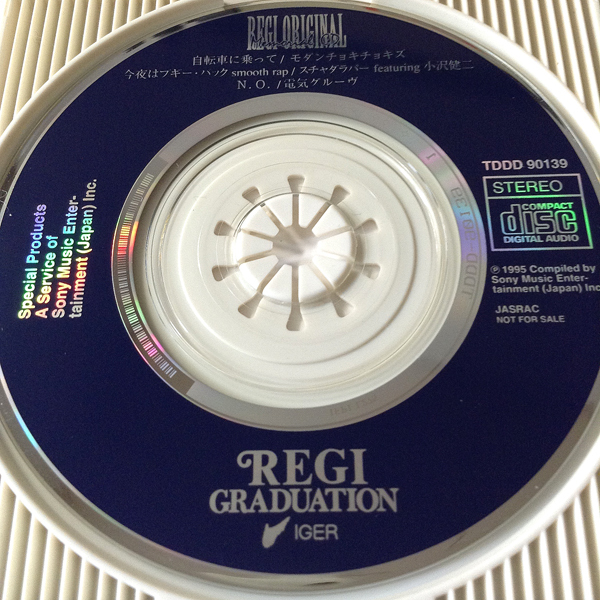 REGI ORIGINAL
自転車に乗って/ モダンチョキチョキズ
今夜はブギー・バック smooth rap/ スチャダラパー featuring 小沢健二
N.O. /電気グルーヴ
TDDD 90139
STEREO
COMPACT
disc
DIGITAL AUDIO
℗ 1995 Compiled by
Sony Music Enter-
tainment (Japan) Inc
JASRAC
NOT FOR SALE
Special Products
A Service of
Sony Music Enter-
tainment (Japan) Inc.
REGI
GRADUATION
IGER